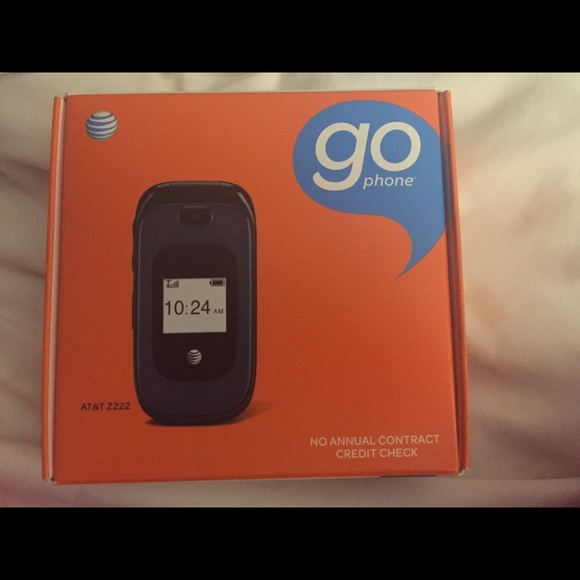 go
phone
10:24 AM
AT&T Z222
NO ANNUAL CONTRACT
CREDIT CHECK